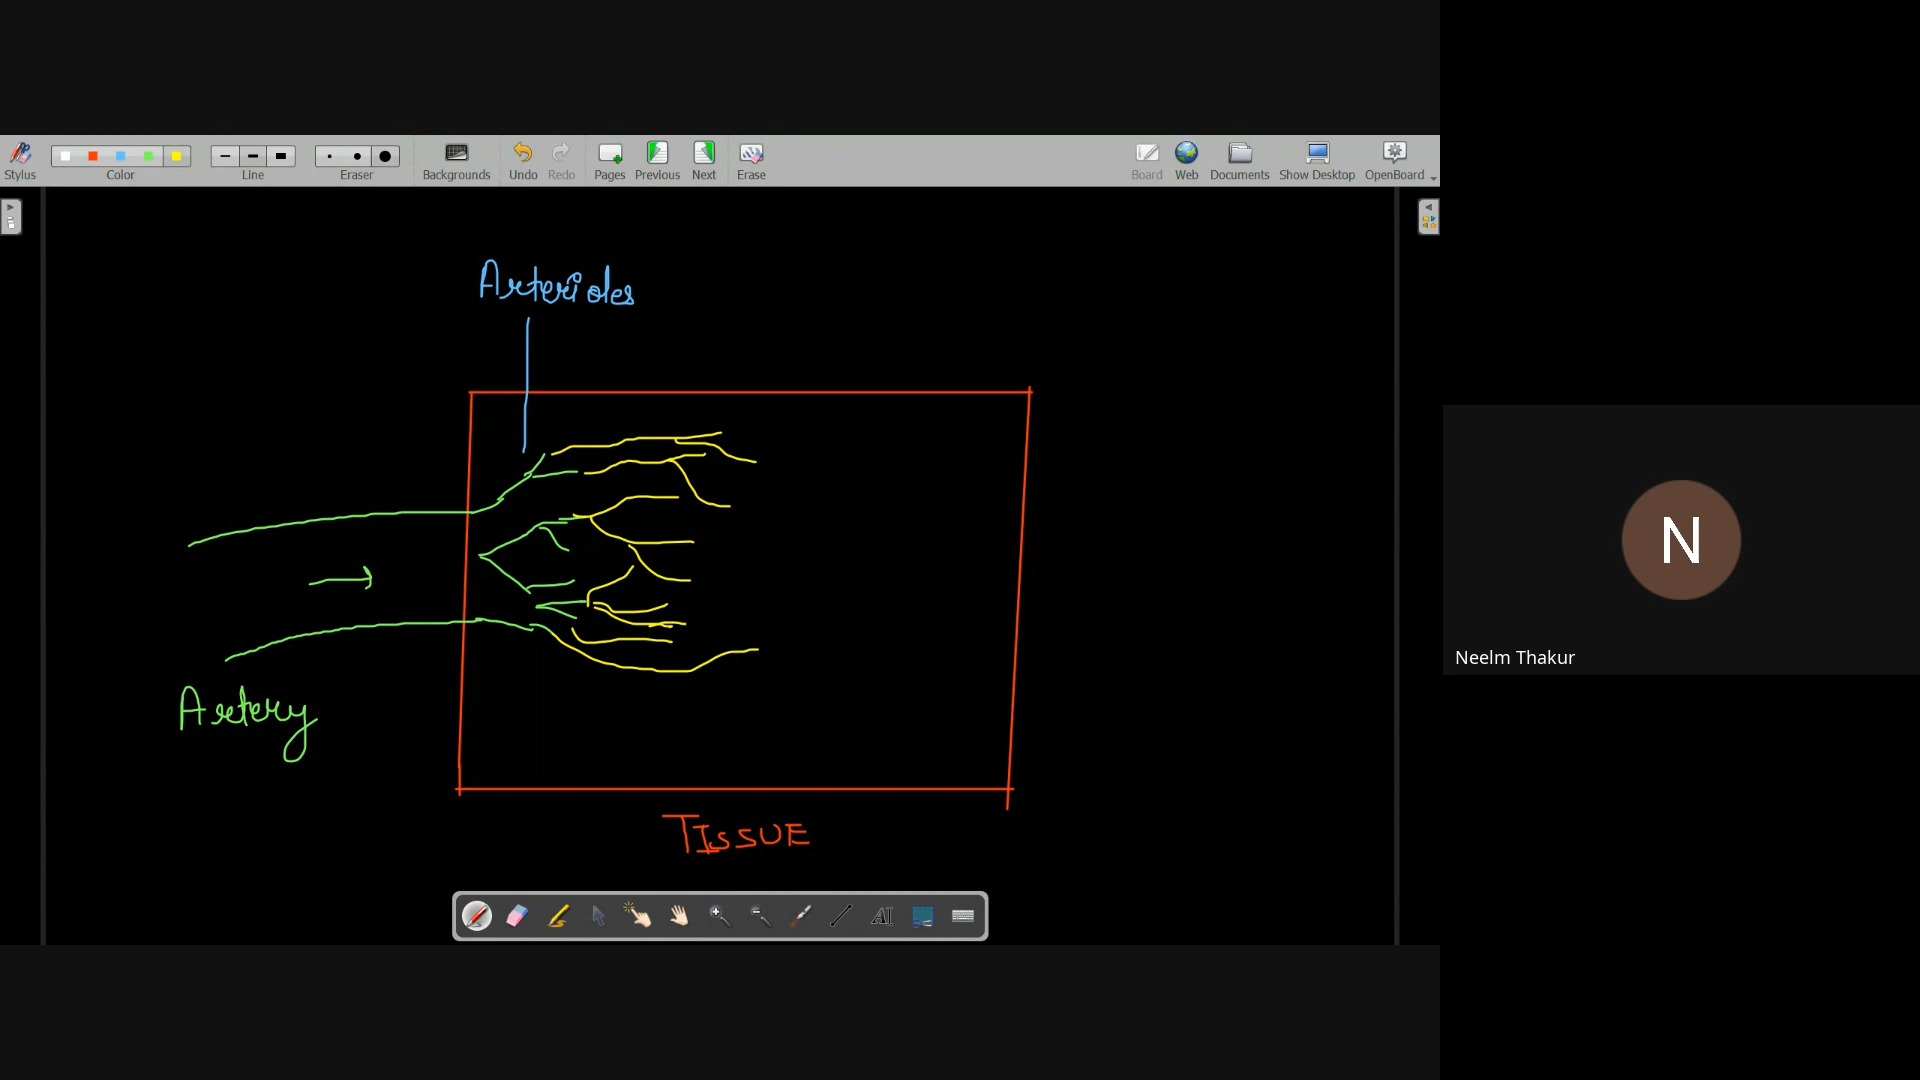 Stylus
Color
Line
Eraser
Backgrounds
Undo
Redo
Pages
Previous
Next
Erase
Board
Web
Documents
Show Desktop
OpenBoard
Arterioles
Artery
TISSUE
AI
N
Neelm Thakur